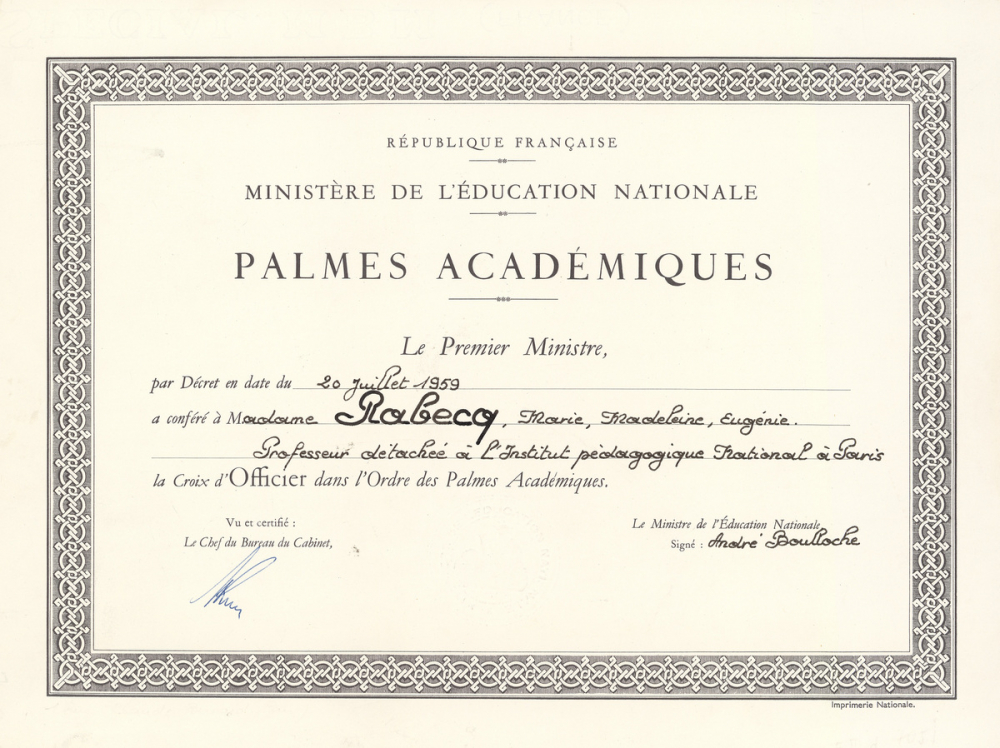 RÉPUBLIQUE FRANÇAISE
MINISTÈRE DE L'ÉDUCATION NATIONALE
PALMES ACADÉMIQUES
Le Premier Ministre,
par Décret en date du 20 Juillet 1959
a conféré à Madame Rabecq, Marie, Madeleine, Eugénie.
Professeur détachée à l'Institut pédagogique National à Paris
la Croix d'Officier dans l'Ordre des Palmes Académiques.
Vu et certifié :
Le Chef du Bureau du Cabinet,
Le Ministre de l'Éducation Nationale
Signé : André Boulloche
Imprimerie Nationale.